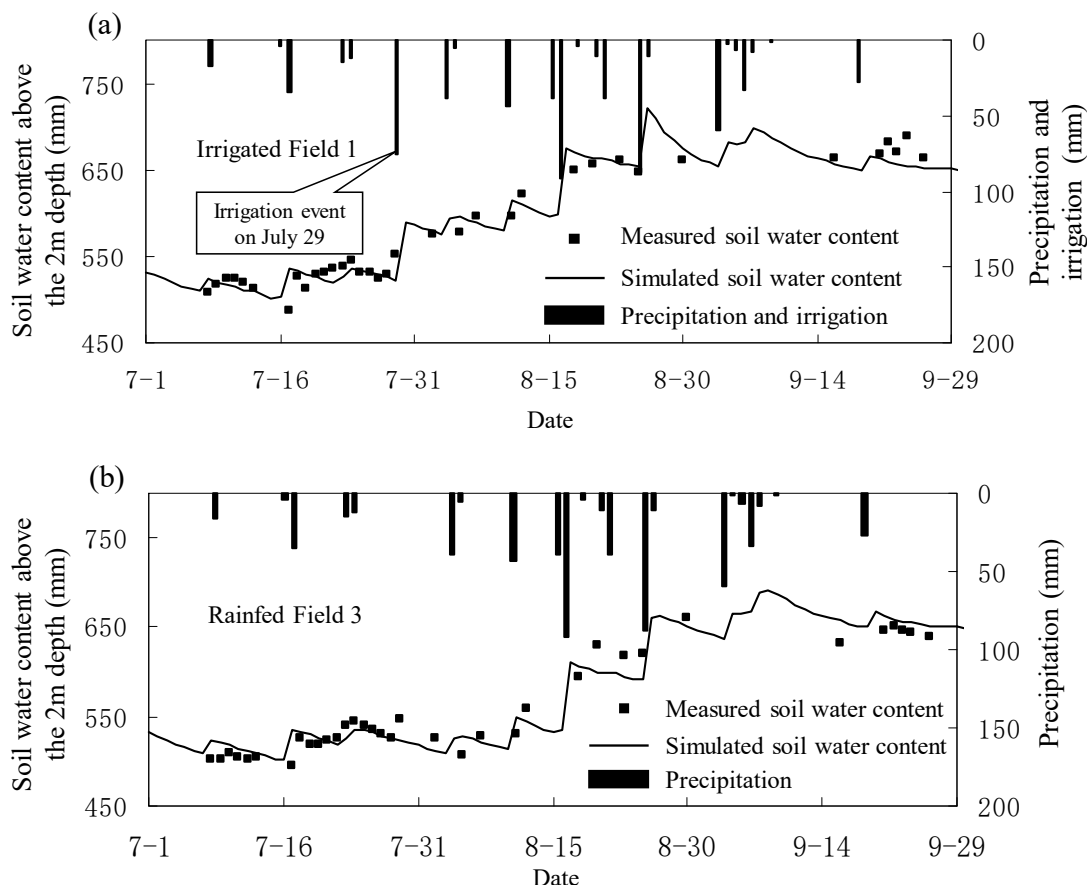 (a)
Soil water content above
the 2m depth (mm)
750
650
550
450
0
50
100
150
200
Precipitation and
irrigation (mm)
Irrigated Field 1
Irrigation event
on July 29
Measured soil water content
Simulated soil water content
Precipitation and irrigation
7-1 7-16 7-31 8-15 8-30 9-14 9-29
Date
(b)
Soil water content above
the 2m depth (mm)
750
650
550
450
0
50
100
150
200
Precipitation (mm)
Rainfed Field 3
Measured soil water content
Simulated soil water content
Precipitation
7-1 7-16 7-31 8-15 8-30 9-14 9-29
Date